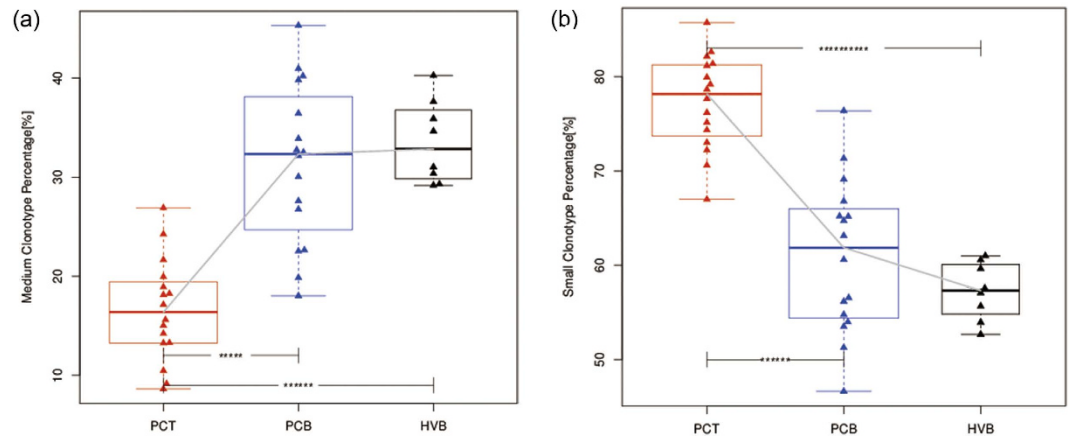 (a)
Medium Clonotype Percentage[%]
40
30
20
10
*****
******
PCT PCB HVB
(b)
Small Clonotype Percentage[%]
80
70
60
50
**********
******
PCT PCB HVB